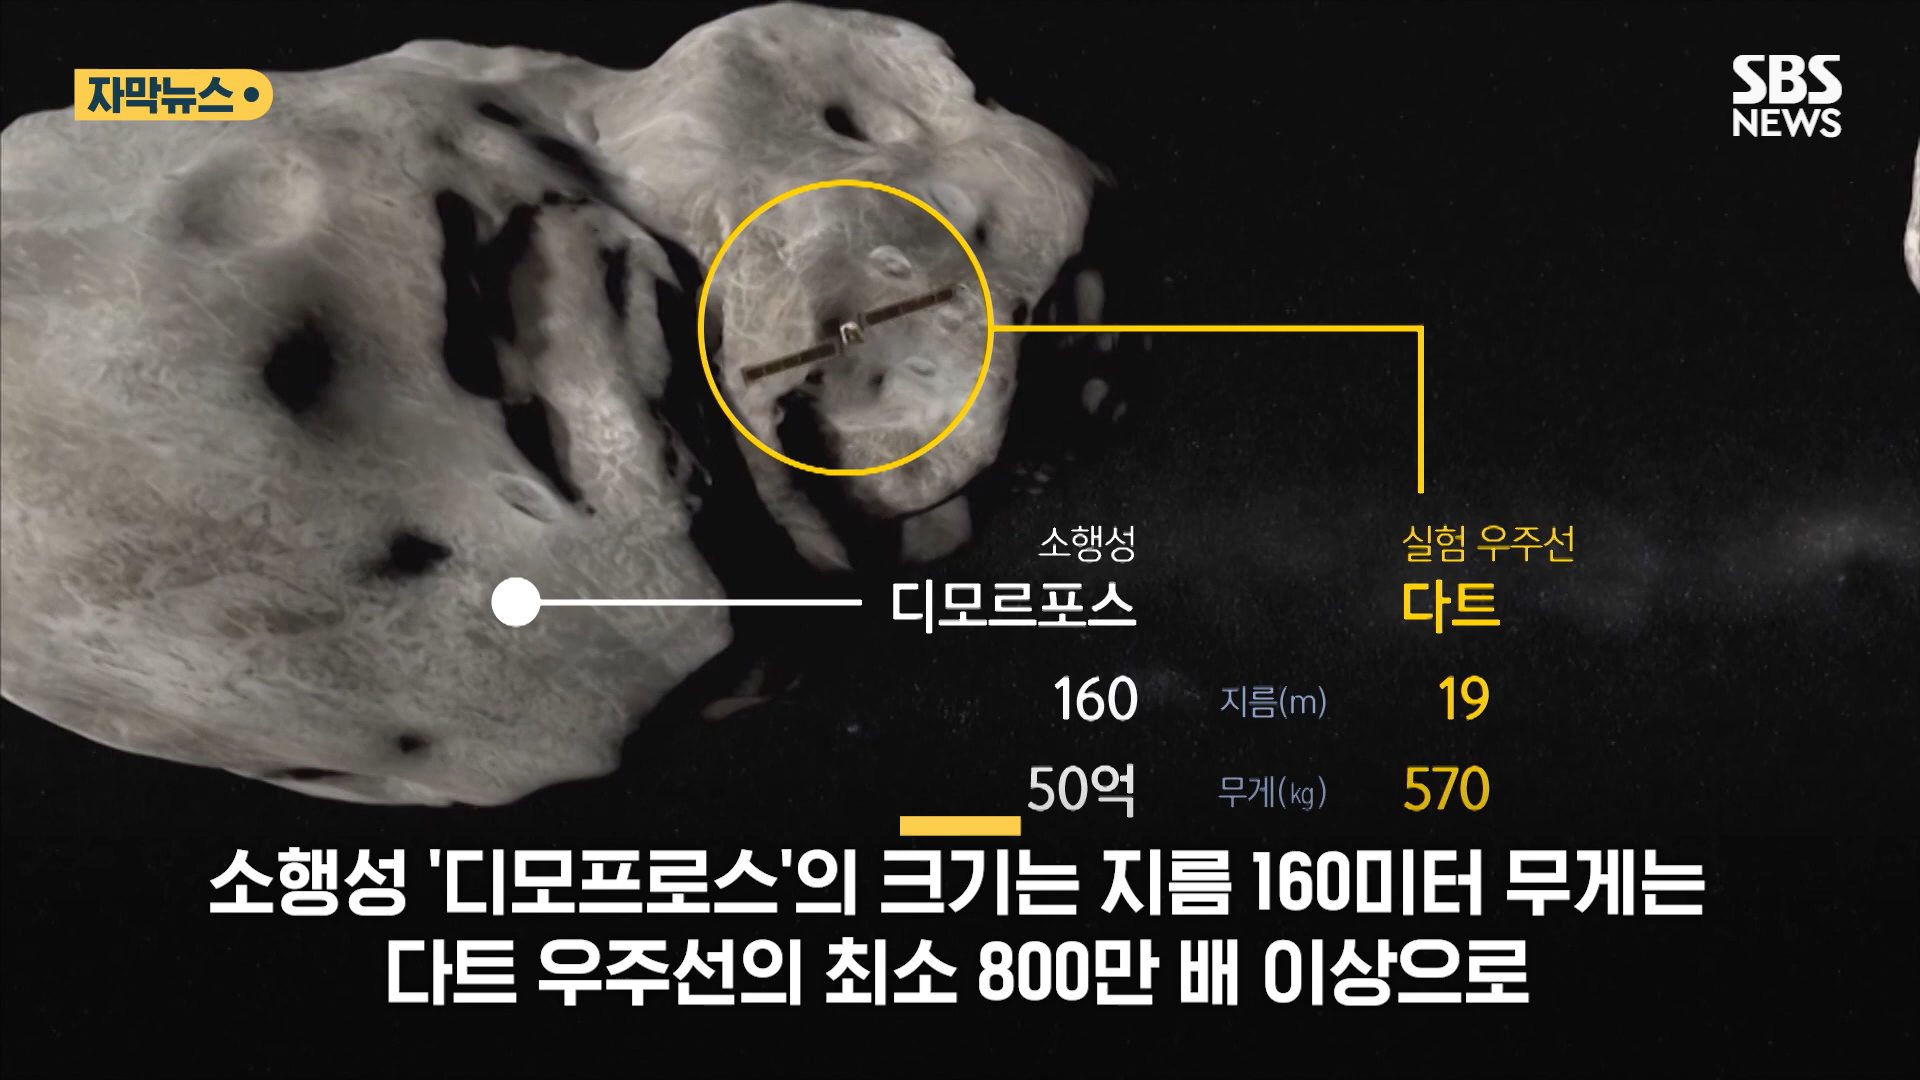 자막뉴스
SBS
NEWS
소행성
디모르포스
실험 우주선
다트
160 지름(m) 19
50억 무게(kg) 570
소행성 '디모프로스'의 크기는 지름 160미터 무게는
다트 우주선의 최소 800만 배 이상으로